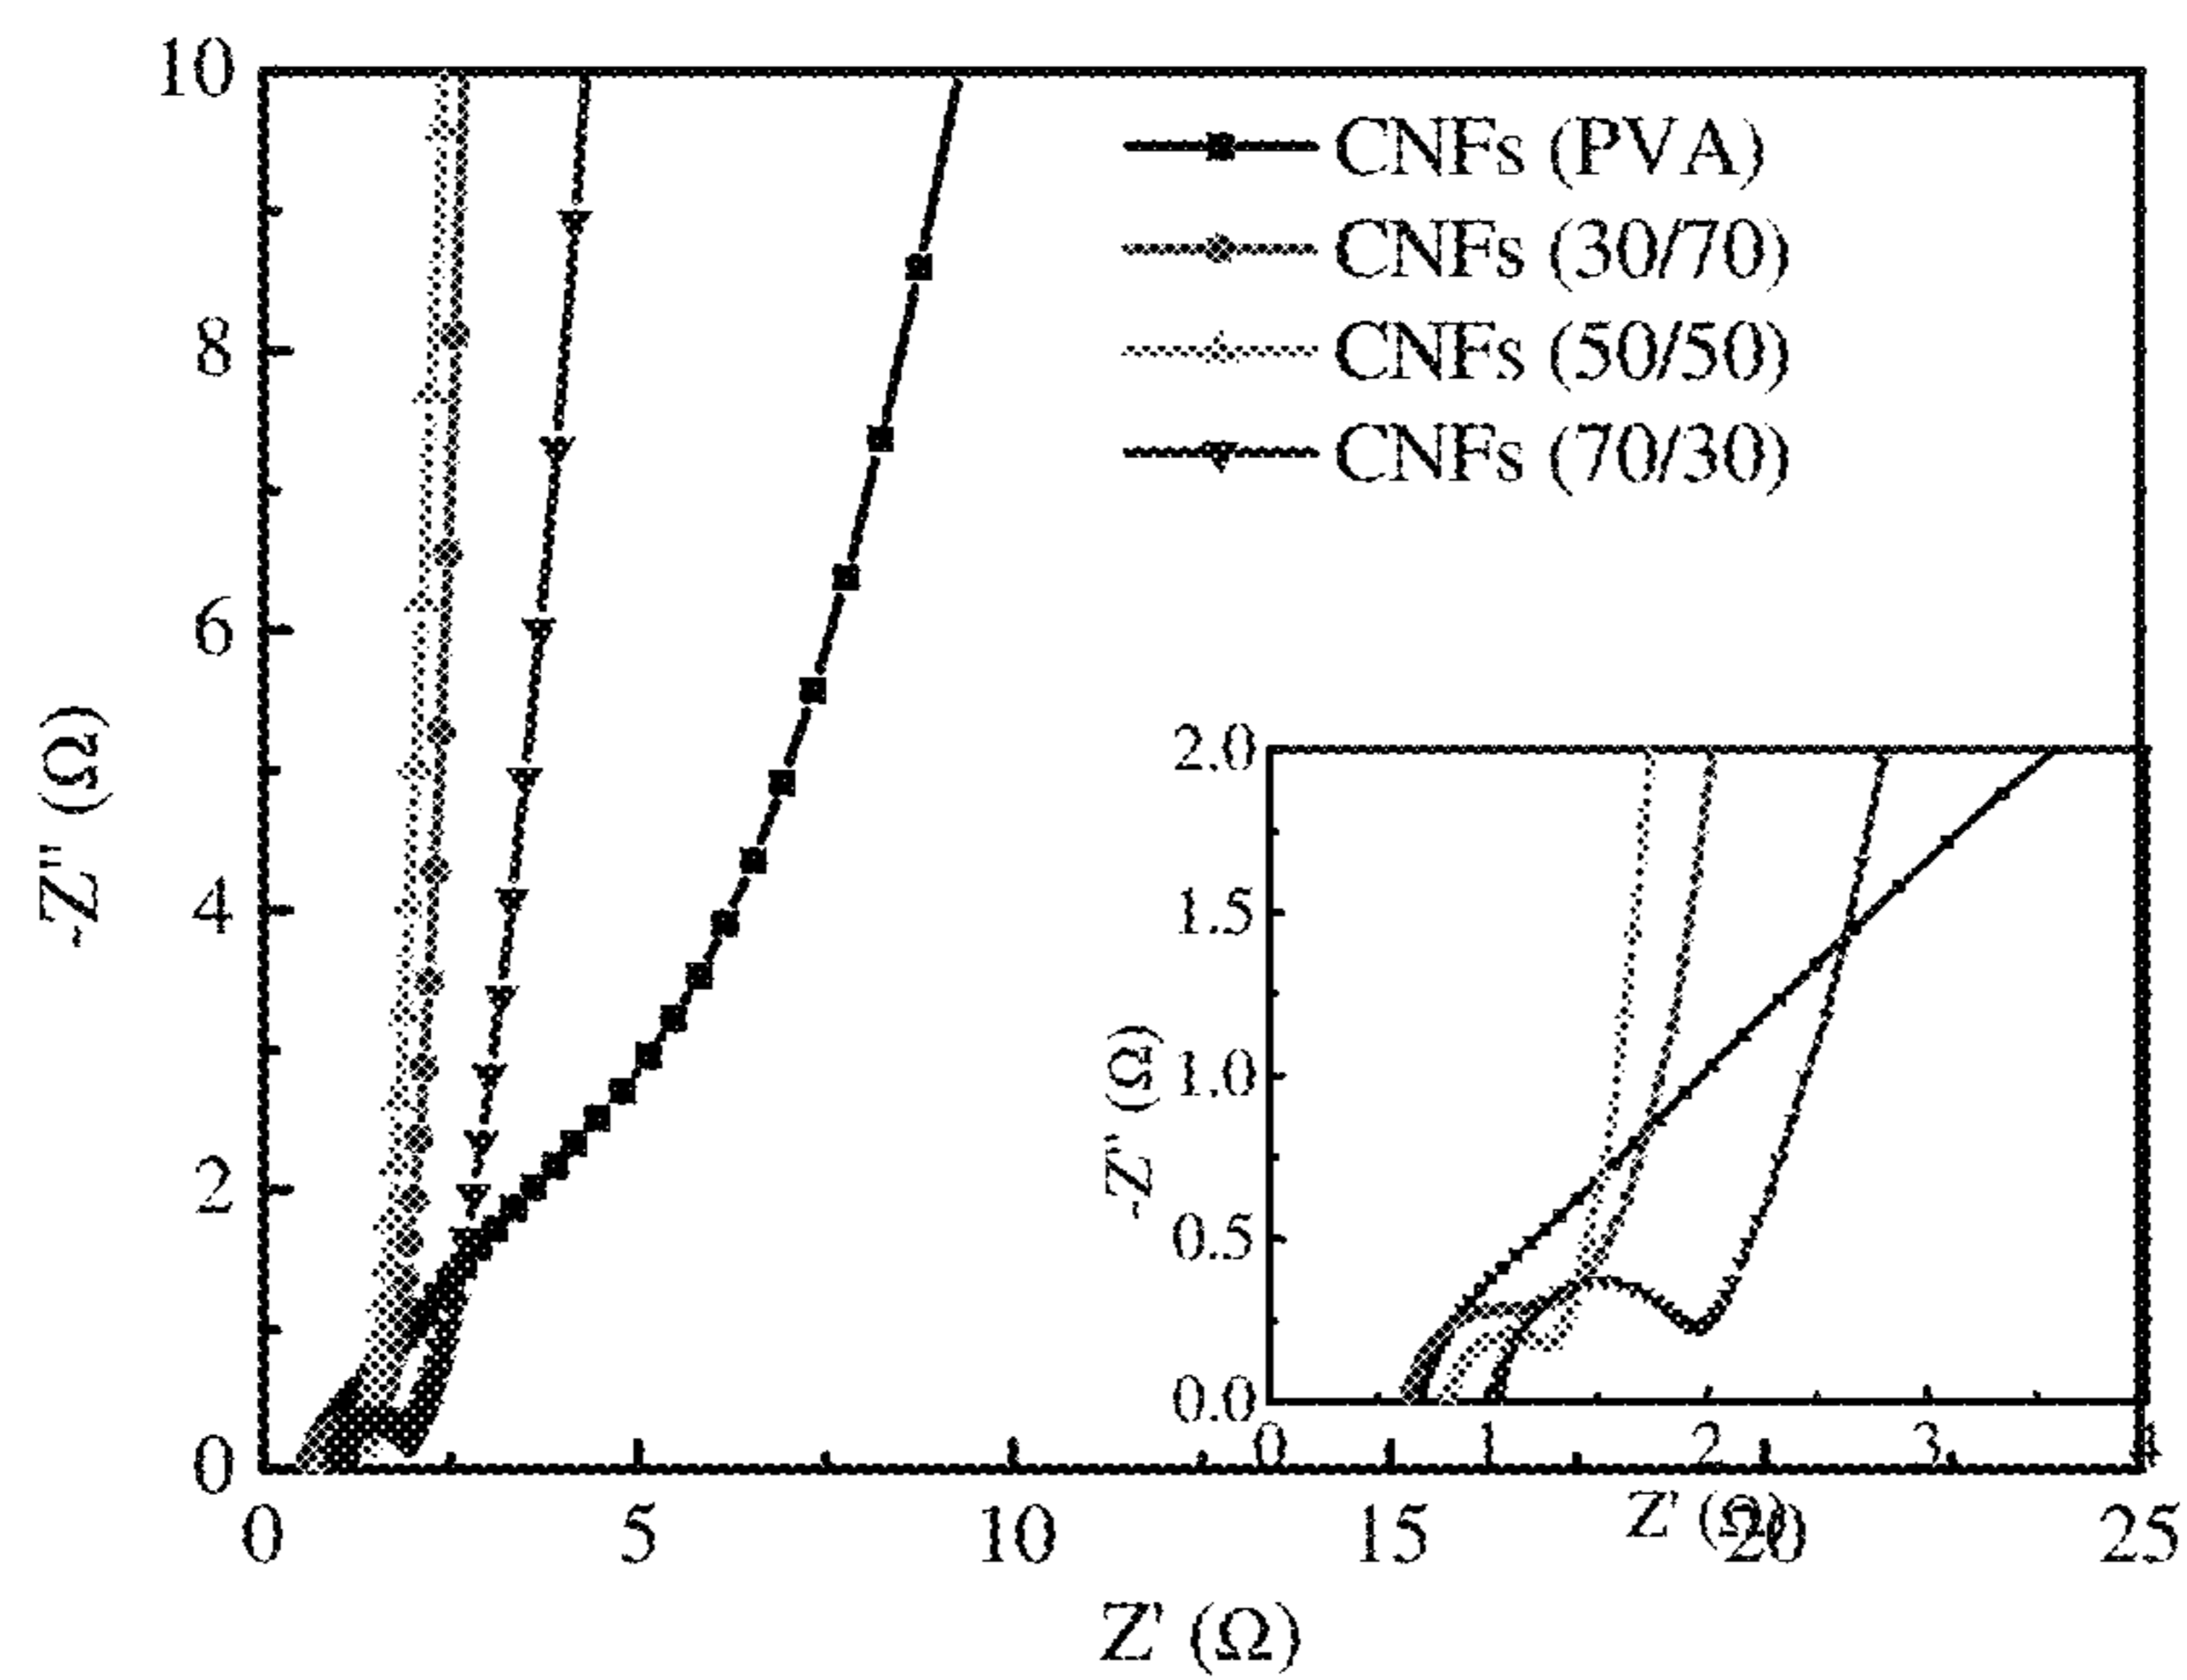 10
8
6
4
2
0
-Z" (Ω)
CNFs (PVA)
CNFs (30/70)
CNFs (50/50)
CNFs (70/30)
2.0
1.5
1.0
0.5
0.0
-Z" (Ω)
0 1 2 3 4
Z' (Ω)
0 5 10 15 20 25
Z' (Ω)